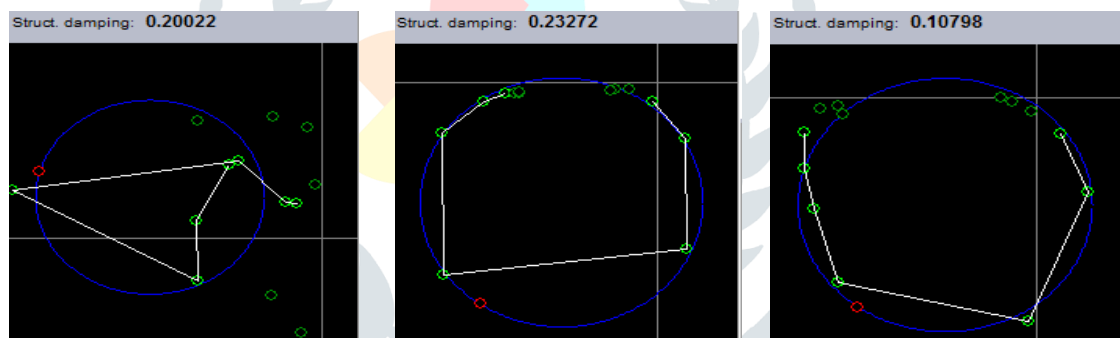 Struct. damping: 0.20022
Struct. damping: 0.23272
Struct. damping: 0.10798